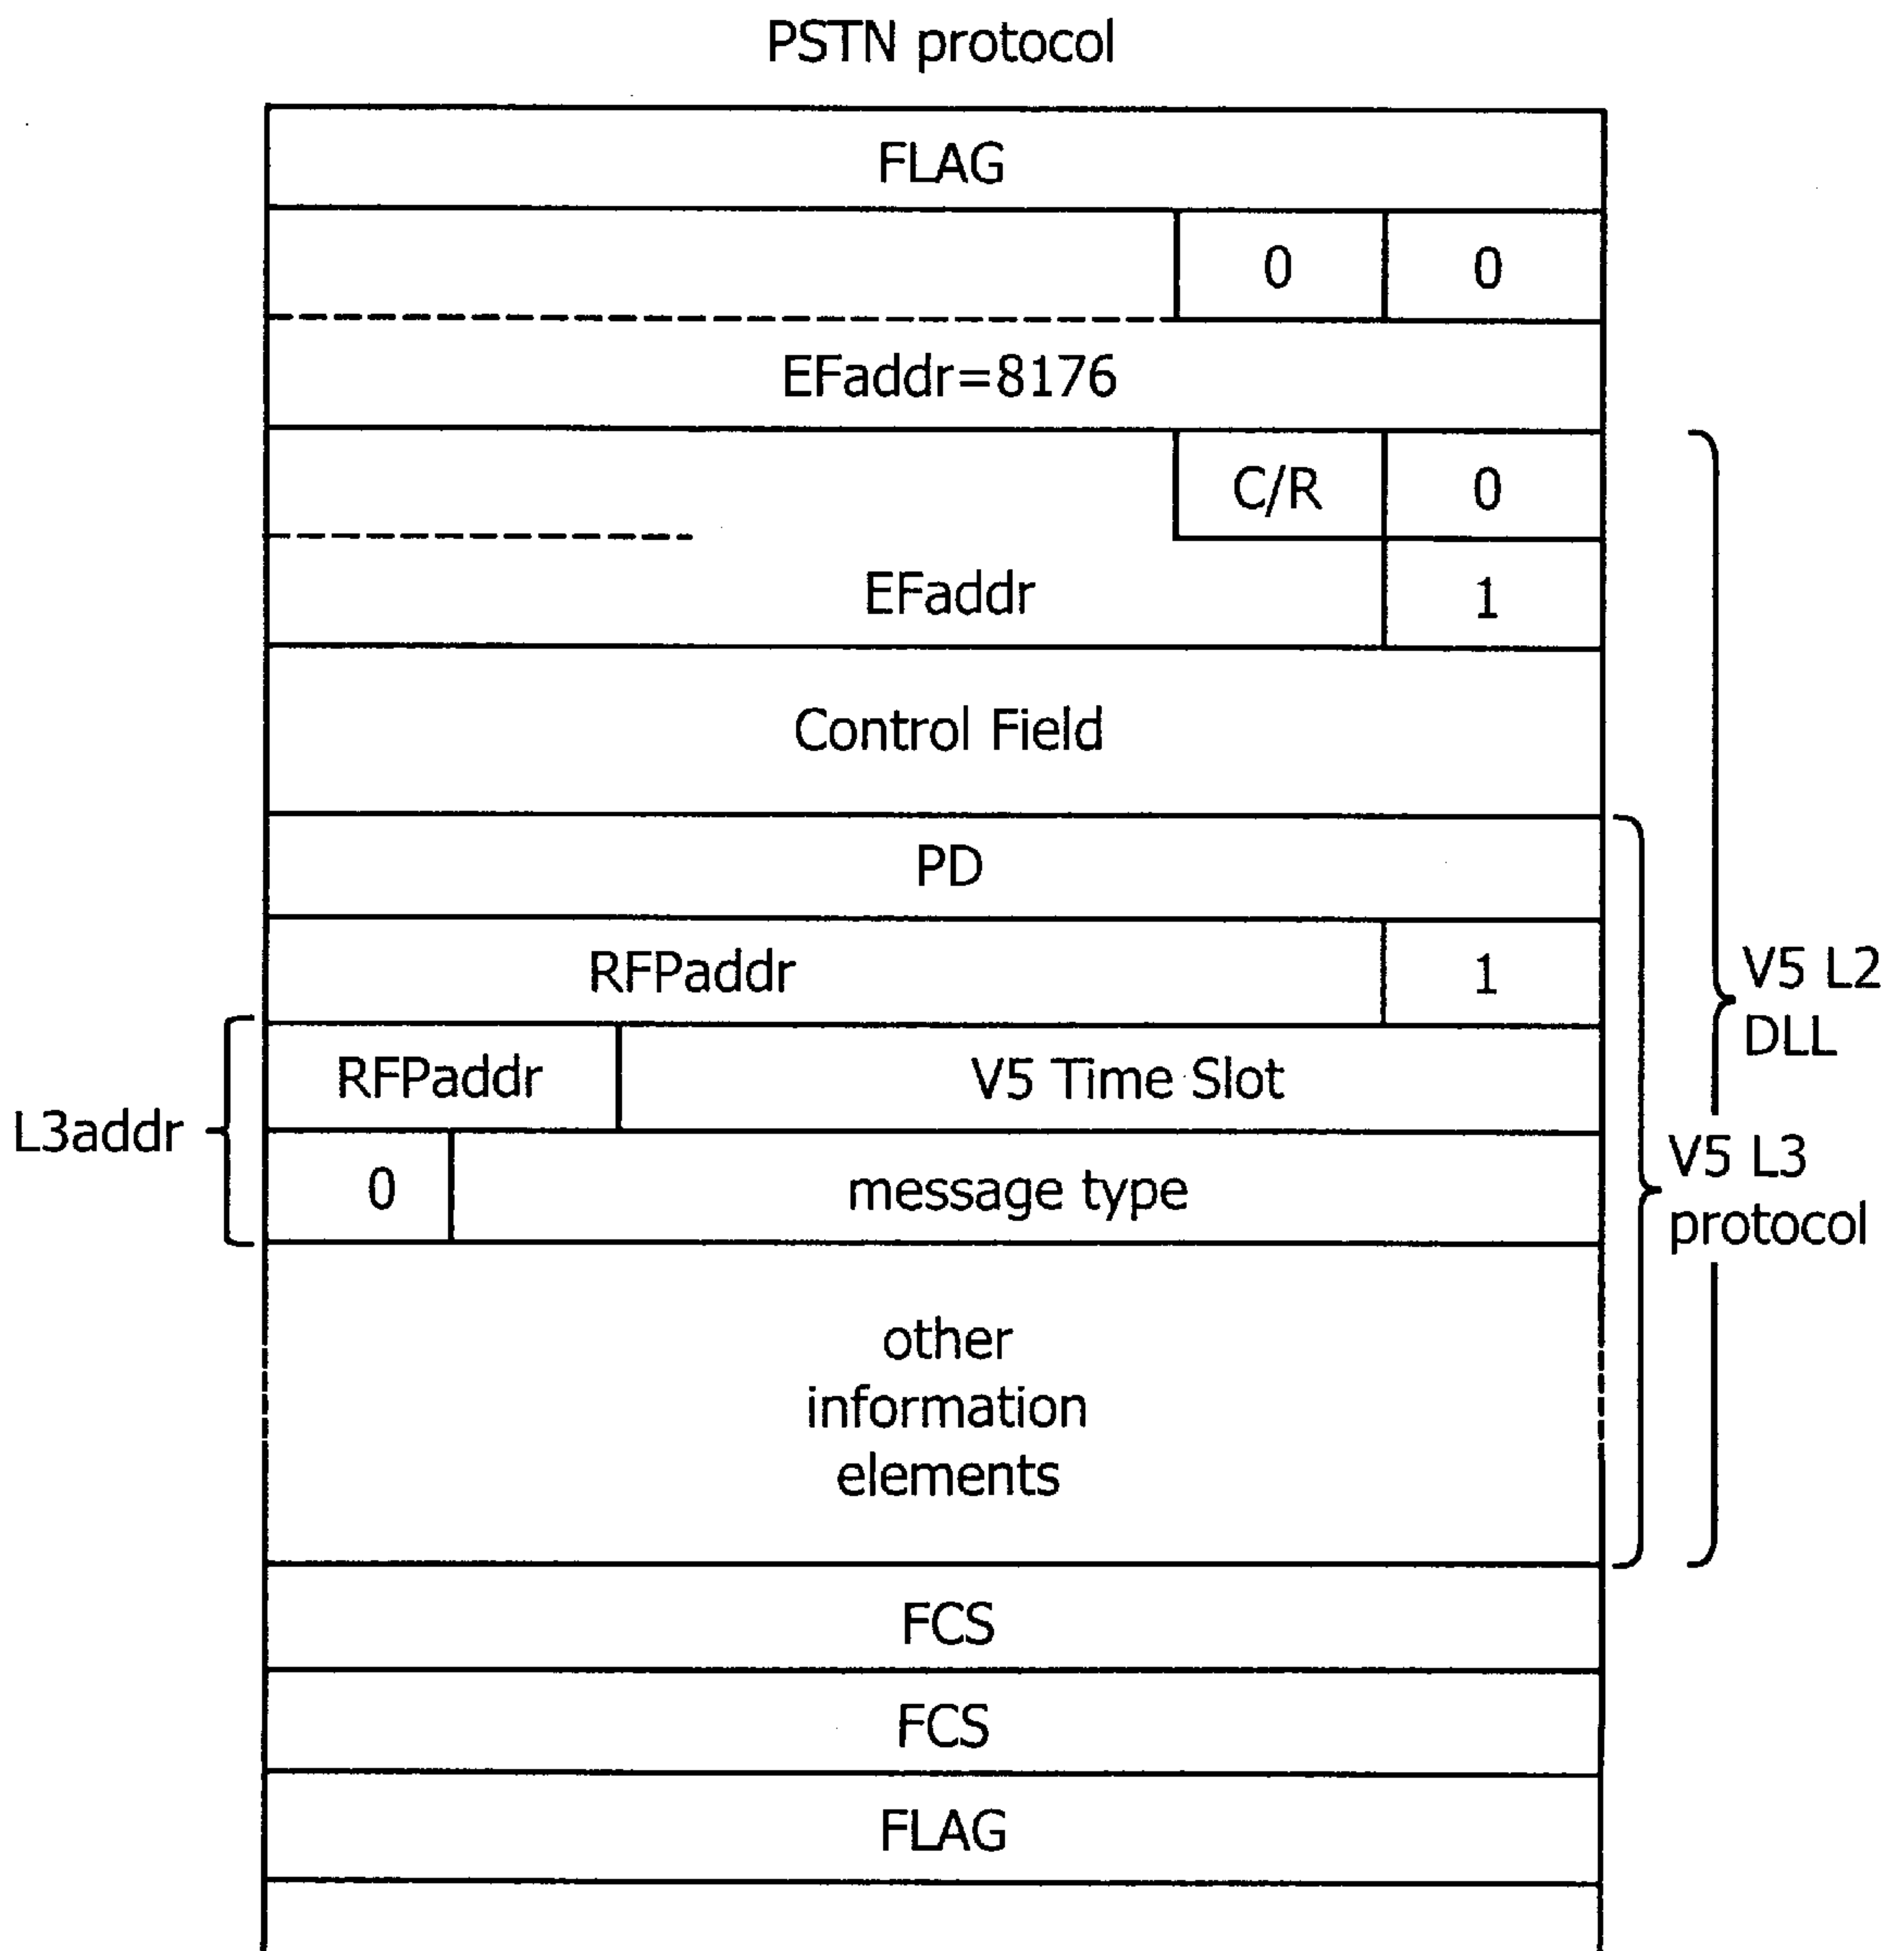 PSTN protocol
FLAG
0 0
EFaddr=8176
C/R 0
EFaddr 1
Control Field
PD
RFPaddr 1
RFPaddr V5 Time Slot
L3addr
0 message type
other
information
elements
V5 L2
DLL
V5 L3
protocol
FCS
FCS
FLAG